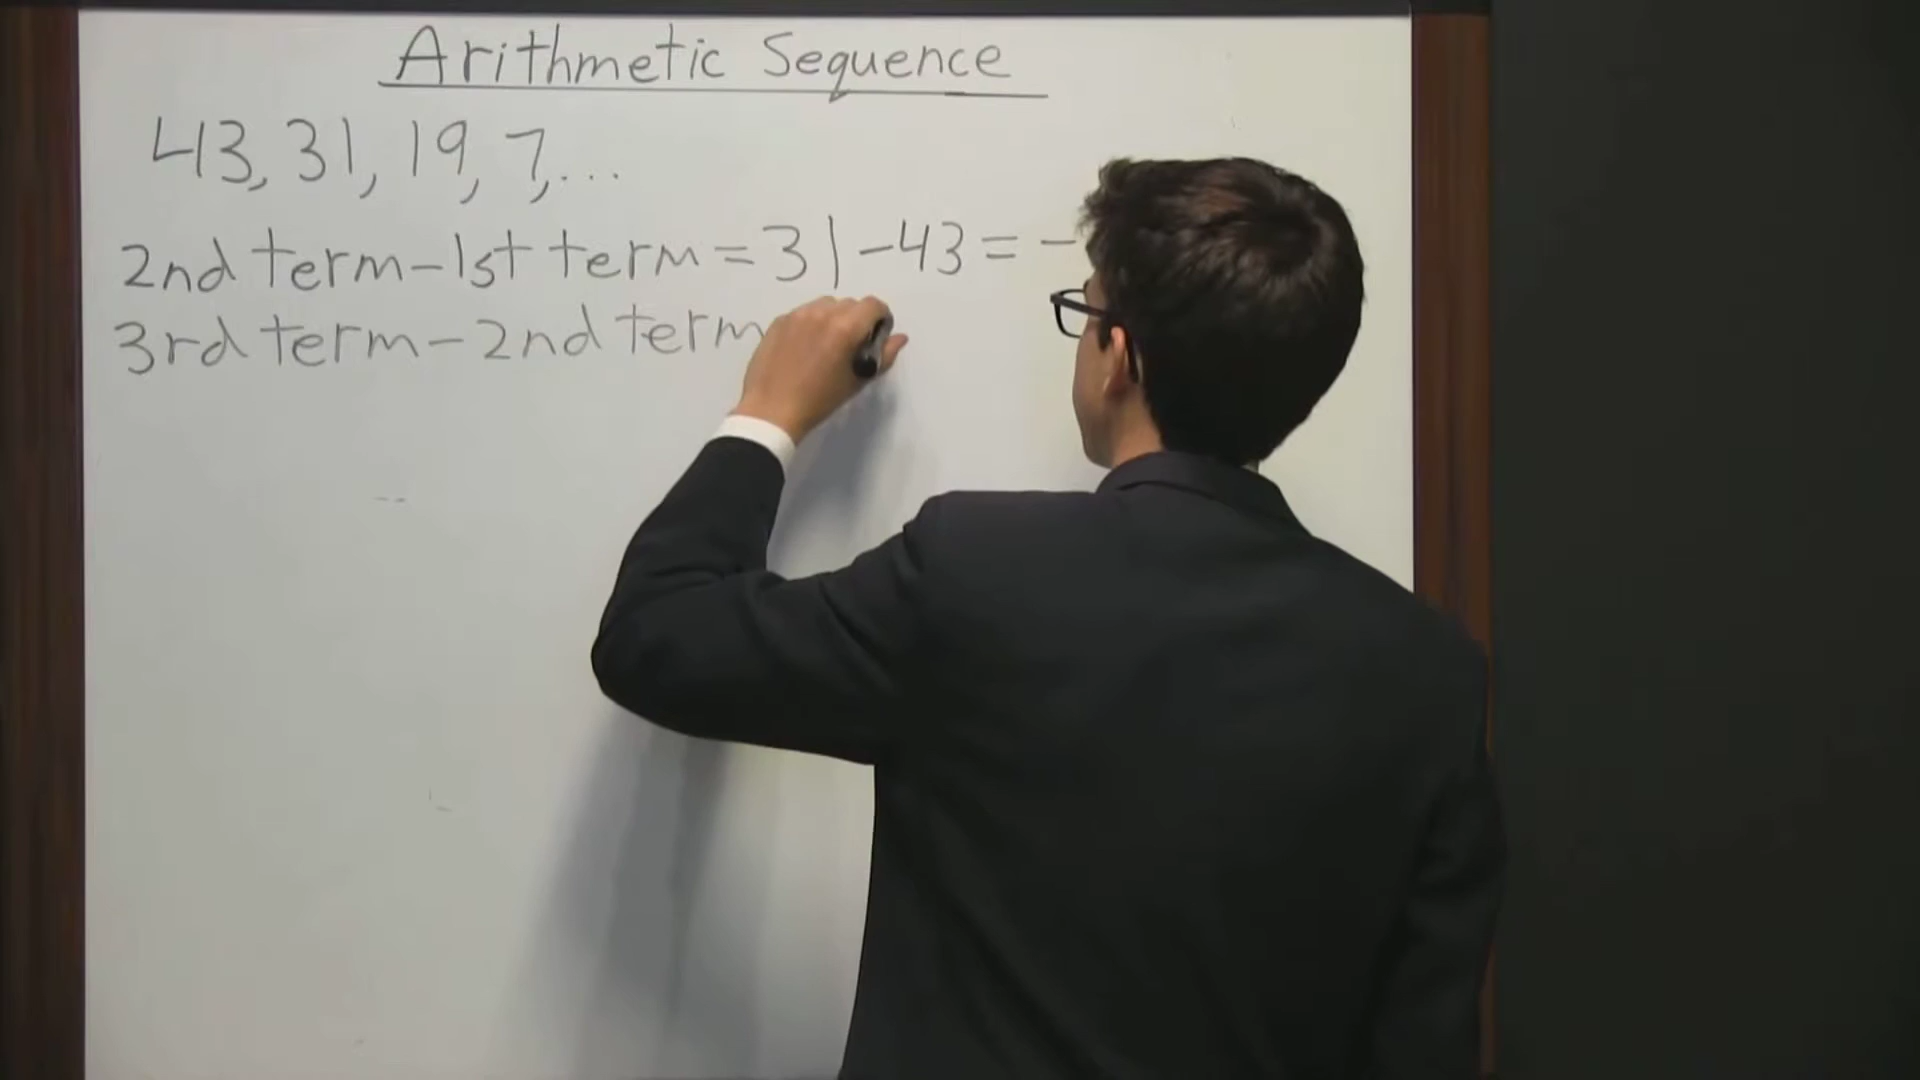 Arithmetic Sequence
43, 31, 19, 7, ...
2nd term - 1st term = 31 - 43 = -
3rd term - 2nd term